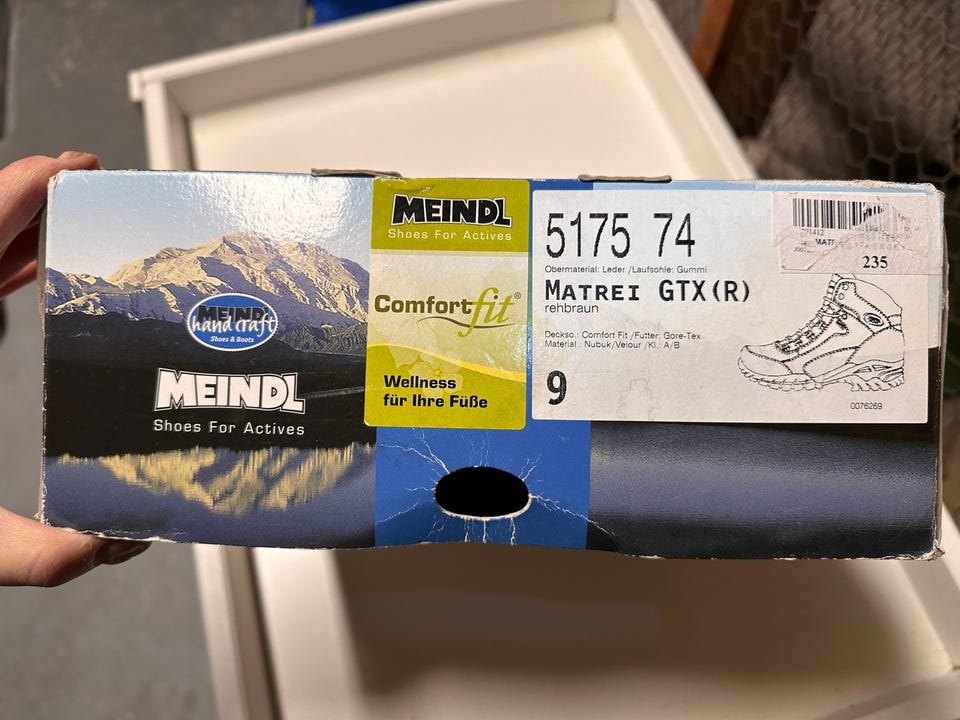 MEINDL
hand craft
Shoes & Boots
MEINDL
Shoes For Actives
MEINDL
Shoes For Actives
Comfort fit®
Wellness
für Ihre Füße
5175 74
Obermaterial: Leder /Laufsohle: Gummi
MATREI GTX(R)
rehbraun
Deckso.: Comfort Fit /Futter: Gore-Tex
Material : Nubuk/Velour /Kl.: A/B
9
0076269
235